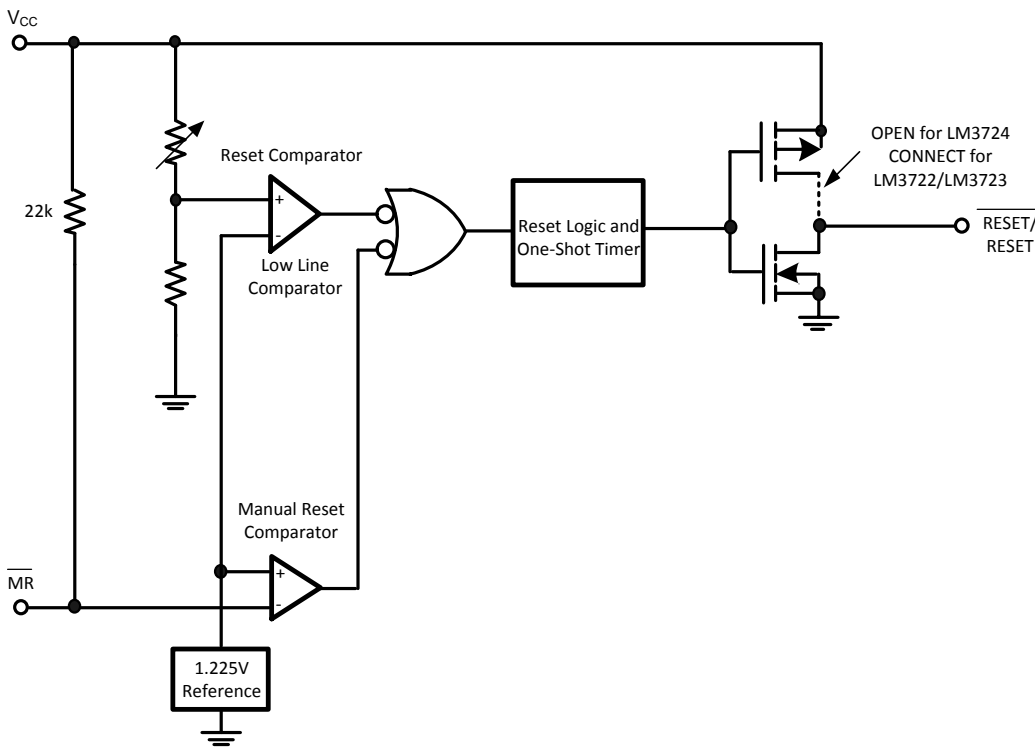 VCC
22k
Reset Comparator
+
-
Low Line
Comparator
Reset Logic and
One-Shot Timer
OPEN for LM3724
CONNECT for
LM3722/LM3723
RESET/
RESET
Manual Reset
Comparator
+
-
MR
1.225V
Reference